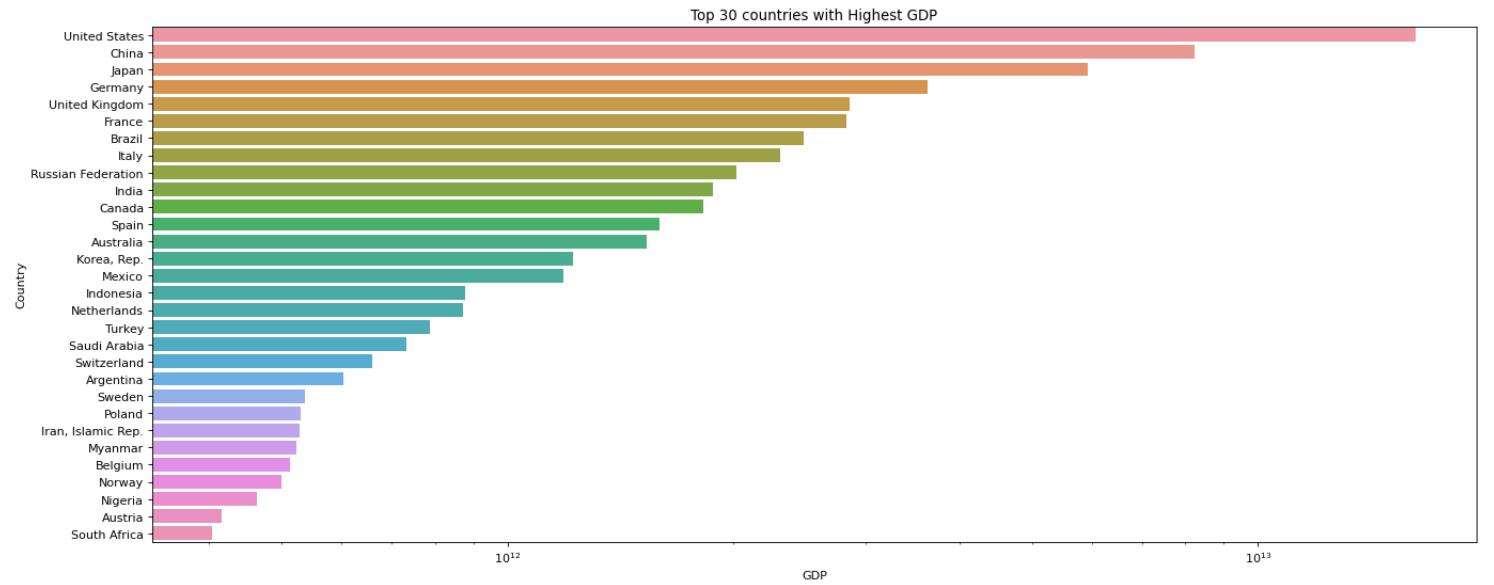 Top 30 countries with Highest GDP
United States
China
Japan
Germany
United Kingdom
France
Brazil
Italy
Russian Federation
India
Canada
Spain
Australia
Korea, Rep.
Mexico
Indonesia
Netherlands
Turkey
Saudi Arabia
Switzerland
Argentina
Sweden
Poland
Iran, Islamic Rep.
Myanmar
Belgium
Norway
Nigeria
Austria
South Africa
Country
10¹² 10¹³
GDP